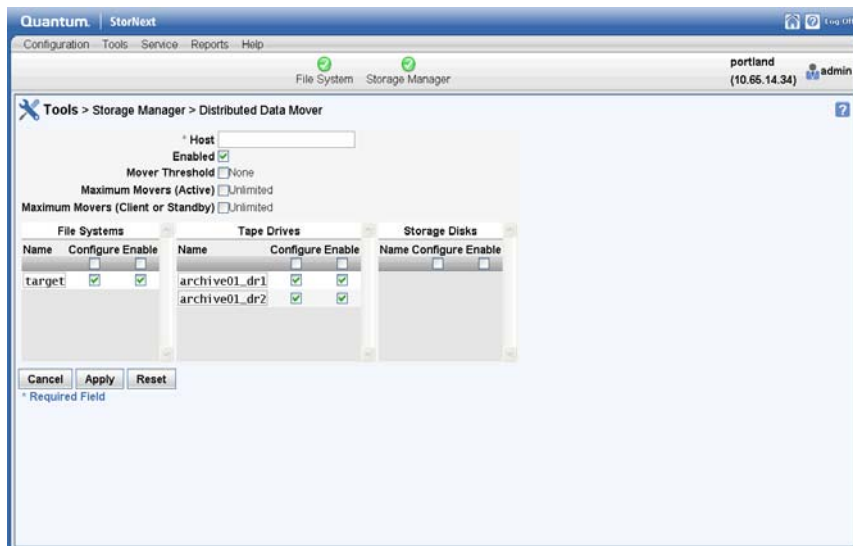 Quantum. StorNext Log Off
Configuration Tools Service Reports Help
File System Storage Manager
portland
(10.65.14.34)
admin
Tools > Storage Manager > Distributed Data Mover
?
* Host
Enabled
Mover Threshold None
Maximum Movers (Active) Unlimited
Maximum Movers (Client or Standby) Unlimited
File Systems Tape Drives Storage Disks
Name Configure Enable Name Configure Enable Name Configure Enable
target archive01_dr1
archive01_dr2
Cancel Apply Reset
* Required Field